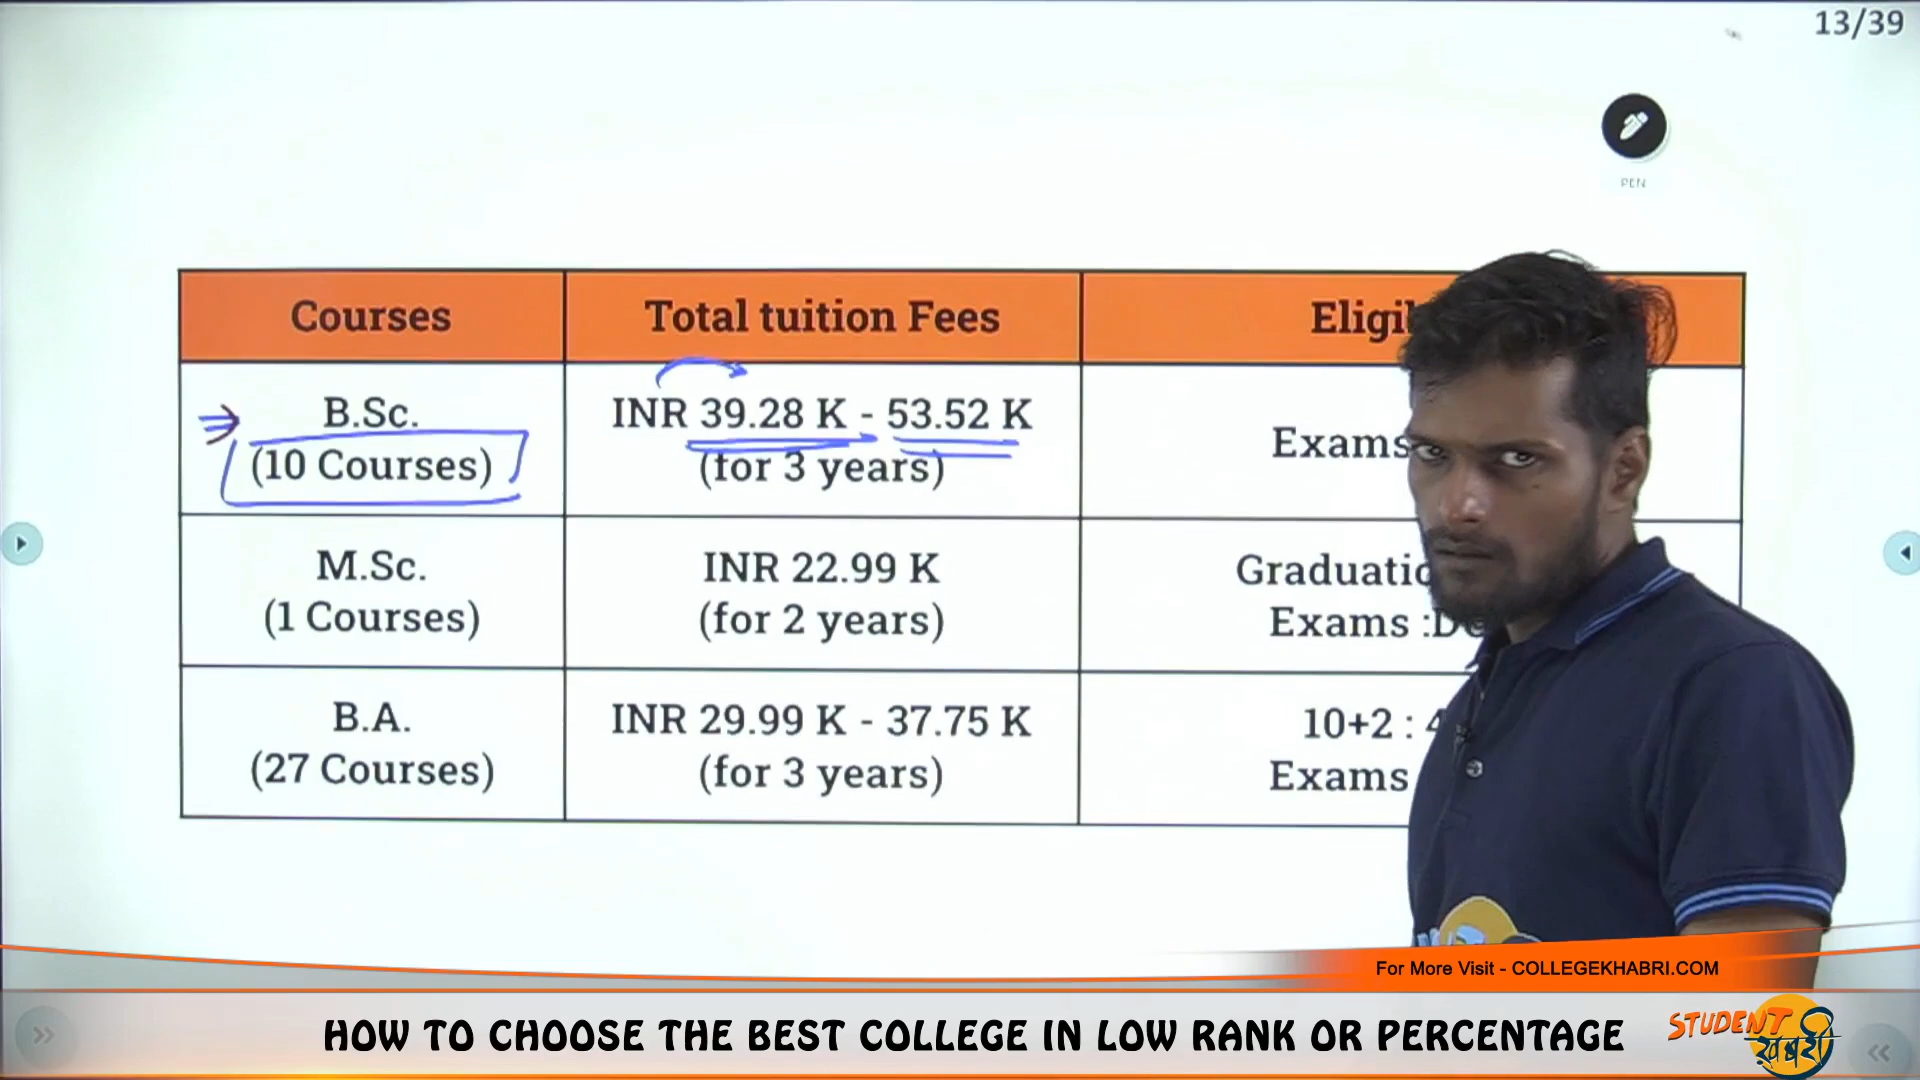 13/39
PEN
Courses
Total tuition Fees
B.Sc.
(10 Courses)
INR 39.28 K - 53.52 K
(for 3 years)
Exams
M.Sc.
(1 Courses)
INR 22.99 K
(for 2 years)
Exams :
B.A.
(27 Courses)
INR 29.99 K - 37.75 K
(for 3 years)
10+2 :
Exams
For More Visit - COLLEGEKHABRI.COM
HOW TO CHOOSE THE BEST COLLEGE IN LOW RANK OR PERCENTAGE
STUDENT
ख़बरी